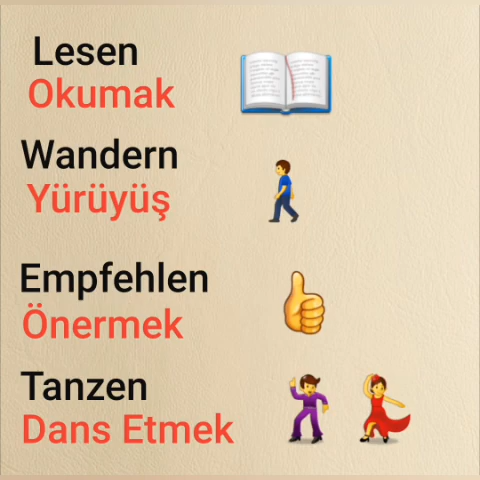 Lesen
Okumak
Wandern
Yürüyüş
Empfehlen
Önermek
Tanzen
Dans Etmek